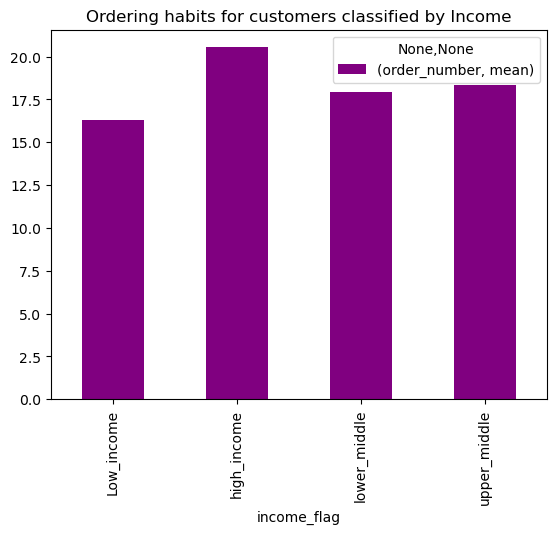 Ordering habits for customers classified by Income
None,None
(order_number, mean)
20.0
17.5
15.0
12.5
10.0
7.5
5.0
2.5
0.0
Low_income
high_income
lower_middle
upper_middle
income_flag